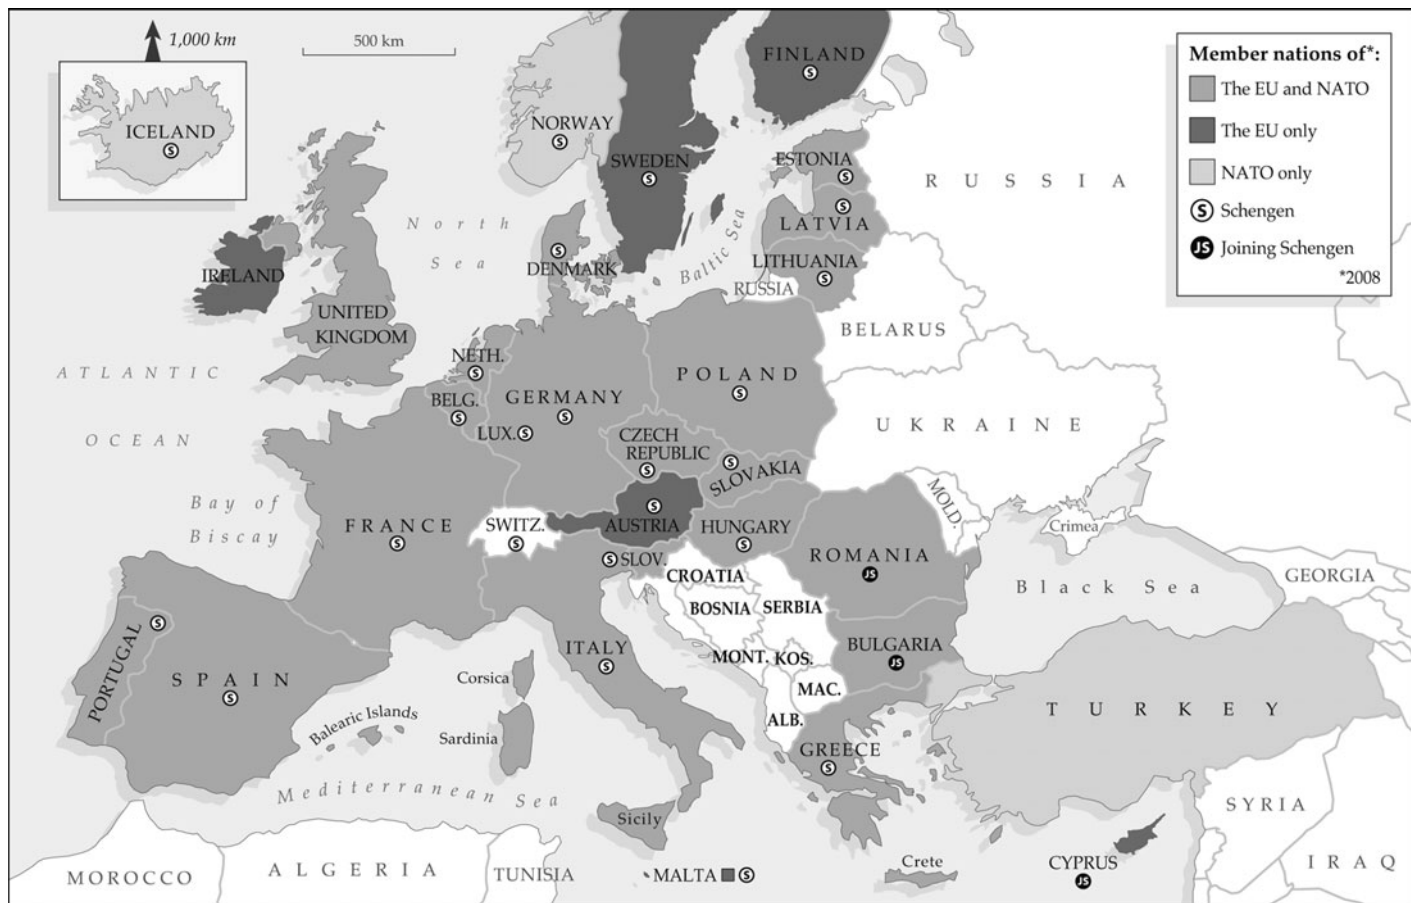 1,000 km
500 km
ICELAND
S
Member nations of*:
The EU and NATO
The EU only
NATO only
S Schengen
JS Joining Schengen
*2008
FINLAND
S
NORWAY
S
SWEDEN
S
ESTONIA
S
RUSSIA
S
LATVIA
North
Sea
Baltic Sea
S
DENMARK
LITHUANIA
S
IRELAND
RUSSIA
UNITED
KINGDOM
BELARUS
NETH.
S
ATLANTIC
OCEAN
POLAND
S
BELG.
S
GERMANY
S
LUX. S
UKRAINE
CZECH
REPUBLIC
S
S
SLOVAKIA
Bay of
Biscay
MOLD.
FRANCE
S
SWITZ.
S
S
AUSTRIA
HUNGARY
S
Crimea
ROMANIA
JS
S SLOV.
CROATIA
Black Sea
GEORGIA
BOSNIA
SERBIA
S
PORTUGAL
ITALY
S
BULGARIA
JS
MONT.
KOS.
SPAIN
S
Corsica
MAC.
TURKEY
Balearic Islands
ALB.
Sardinia
GREECE
S
Mediterranean Sea
SYRIA
Sicily
Crete
CYPRUS
JS
IRAQ
MOROCCO
ALGERIA
TUNISIA
MALTA S